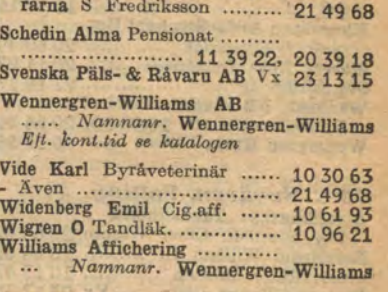 rarna S Fredriksson ......... 21 49 68
Schedin Alma Pensionat ........
........................ 11 39 22, 20 39 18
Svenska Päls- & Råvaru AB Vx 23 13 15
Wennergren-Williams AB
...... Namnanr. Wennergren-Williams
Eft. kont.tid se katalogen
Vide Karl Byråveterinär ...... 10 30 63
- Även ........................ 21 49 68
Widenberg Emil Cig.aff. ...... 10 61 93
Wigren O Tandläk. .............. 10 96 21
Williams Affichering ............
... Namnanr. Wennergren-Williams